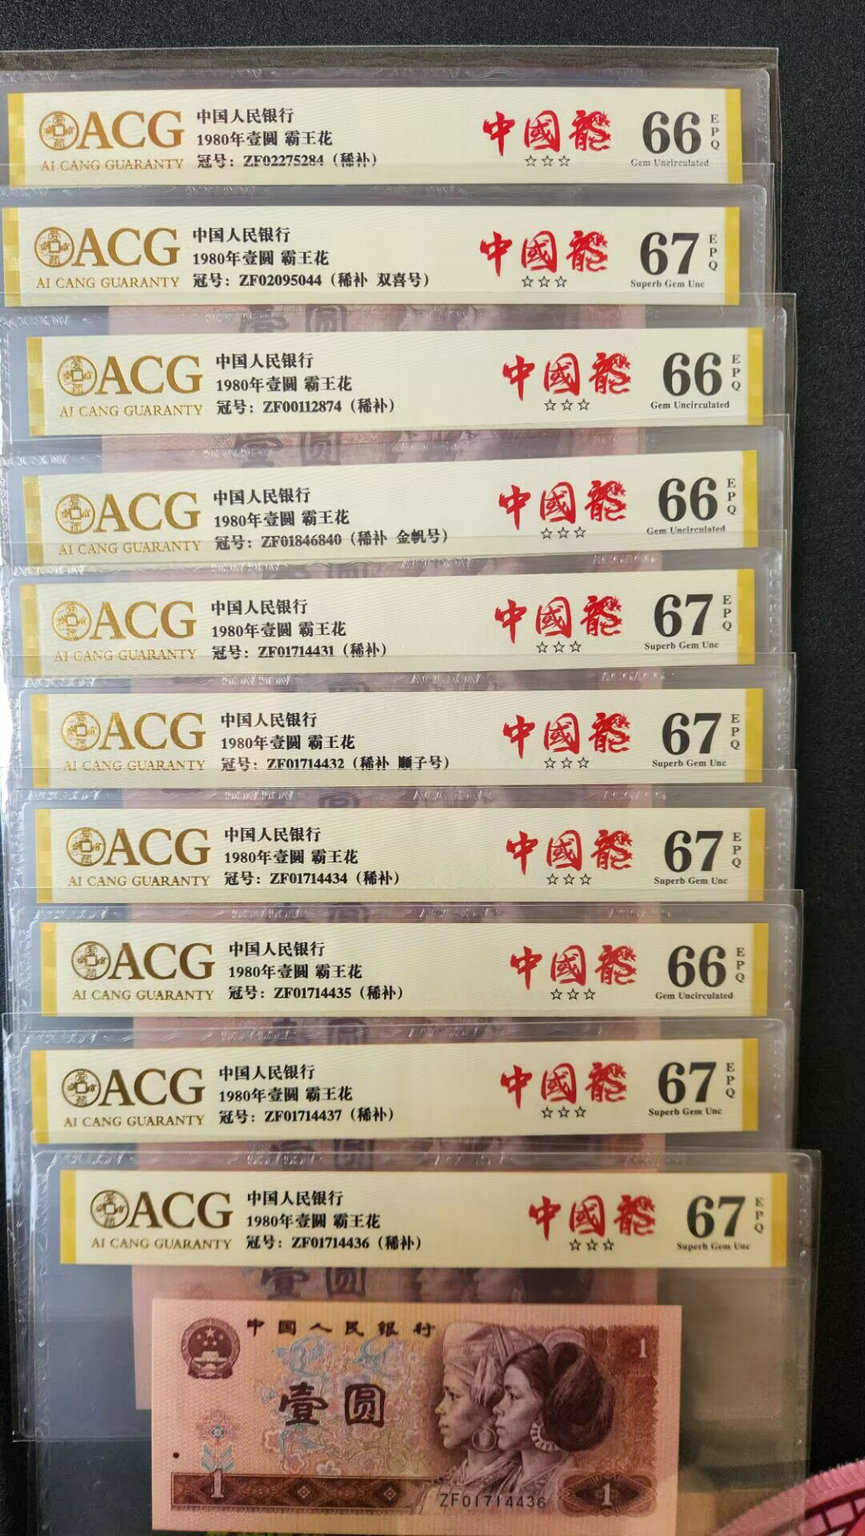 ACG
AI CANG GUARANTY
中国人民银行
1980年壹圆 霸王花
冠号：ZF02275284（稀补）
中國龍
☆☆☆
66
EPQ
Gem Uncirculated
ACG
AI CANG GUARANTY
中国人民银行
1980年壹圆 霸王花
冠号：ZF02095044（稀补 双喜号）
中國龍
☆☆☆
67
EPQ
Superb Gem Unc
壹圆
ACG
AI CANG GUARANTY
中国人民银行
1980年壹圆 霸王花
冠号：ZF00112874（稀补）
中國龍
☆☆☆
66
EPQ
Gem Uncirculated
壹圆
ACG
AI CANG GUARANTY
中国人民银行
1980年壹圆 霸王花
冠号：ZF01846840（稀补 金帆号）
中國龍
☆☆☆
66
EPQ
Gem Uncirculated
ACG
AI CANG GUARANTY
中国人民银行
1980年壹圆 霸王花
冠号：ZF01714431（稀补）
中國龍
☆☆☆
67
EPQ
Superb Gem Unc
ACG
AI CANG GUARANTY
中国人民银行
1980年壹圆 霸王花
冠号：ZF01714432（稀补 顺子号）
中國龍
☆☆☆
67
EPQ
Superb Gem Unc
ACG
AI CANG GUARANTY
中国人民银行
1980年壹圆 霸王花
冠号：ZF01714434（稀补）
中國龍
☆☆☆
67
EPQ
Superb Gem Unc
ACG
AI CANG GUARANTY
中国人民银行
1980年壹圆 霸王花
冠号：ZF01714435（稀补）
中國龍
☆☆☆
66
EPQ
Gem Uncirculated
ACG
AI CANG GUARANTY
中国人民银行
1980年壹圆 霸王花
冠号：ZF01714437（稀补）
中國龍
☆☆☆
67
EPQ
Superb Gem Unc
ACG
AI CANG GUARANTY
中国人民银行
1980年壹圆 霸王花
冠号：ZF01714436（稀补）
中國龍
☆☆☆
67
EPQ
Superb Gem Unc
壹圆
中国人民银行
1
壹圆
1
ZF01714436
1